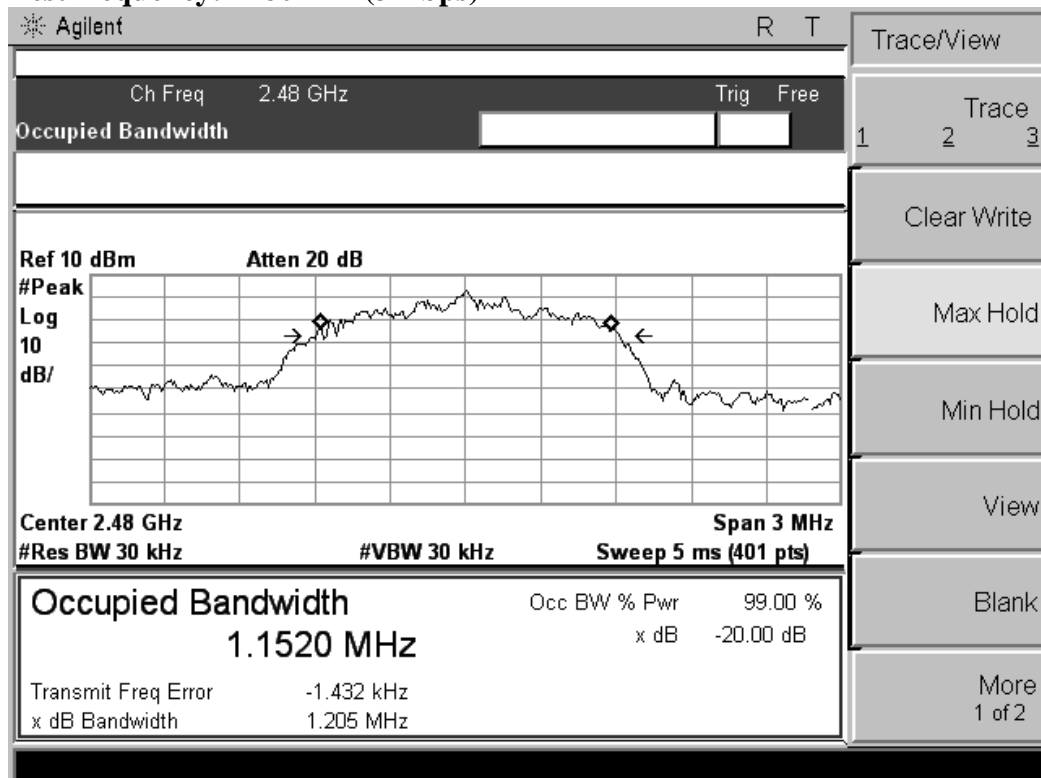 Agilent R T
Trace/View
Ch Freq 2.48 GHz Trig Free
Occupied Bandwidth
Trace
1 2 3
Clear Write
Ref 10 dBm Atten 20 dB
#Peak
Log
10
dB/
Max Hold
Min Hold
View
Center 2.48 GHz Span 3 MHz
#Res BW 30 kHz #VBW 30 kHz Sweep 5 ms (401 pts)
Occupied Bandwidth
1.1520 MHz
Occ BW % Pwr 99.00 %
x dB -20.00 dB
Transmit Freq Error -1.432 kHz
x dB Bandwidth 1.205 MHz
Blank
More
1 of 2